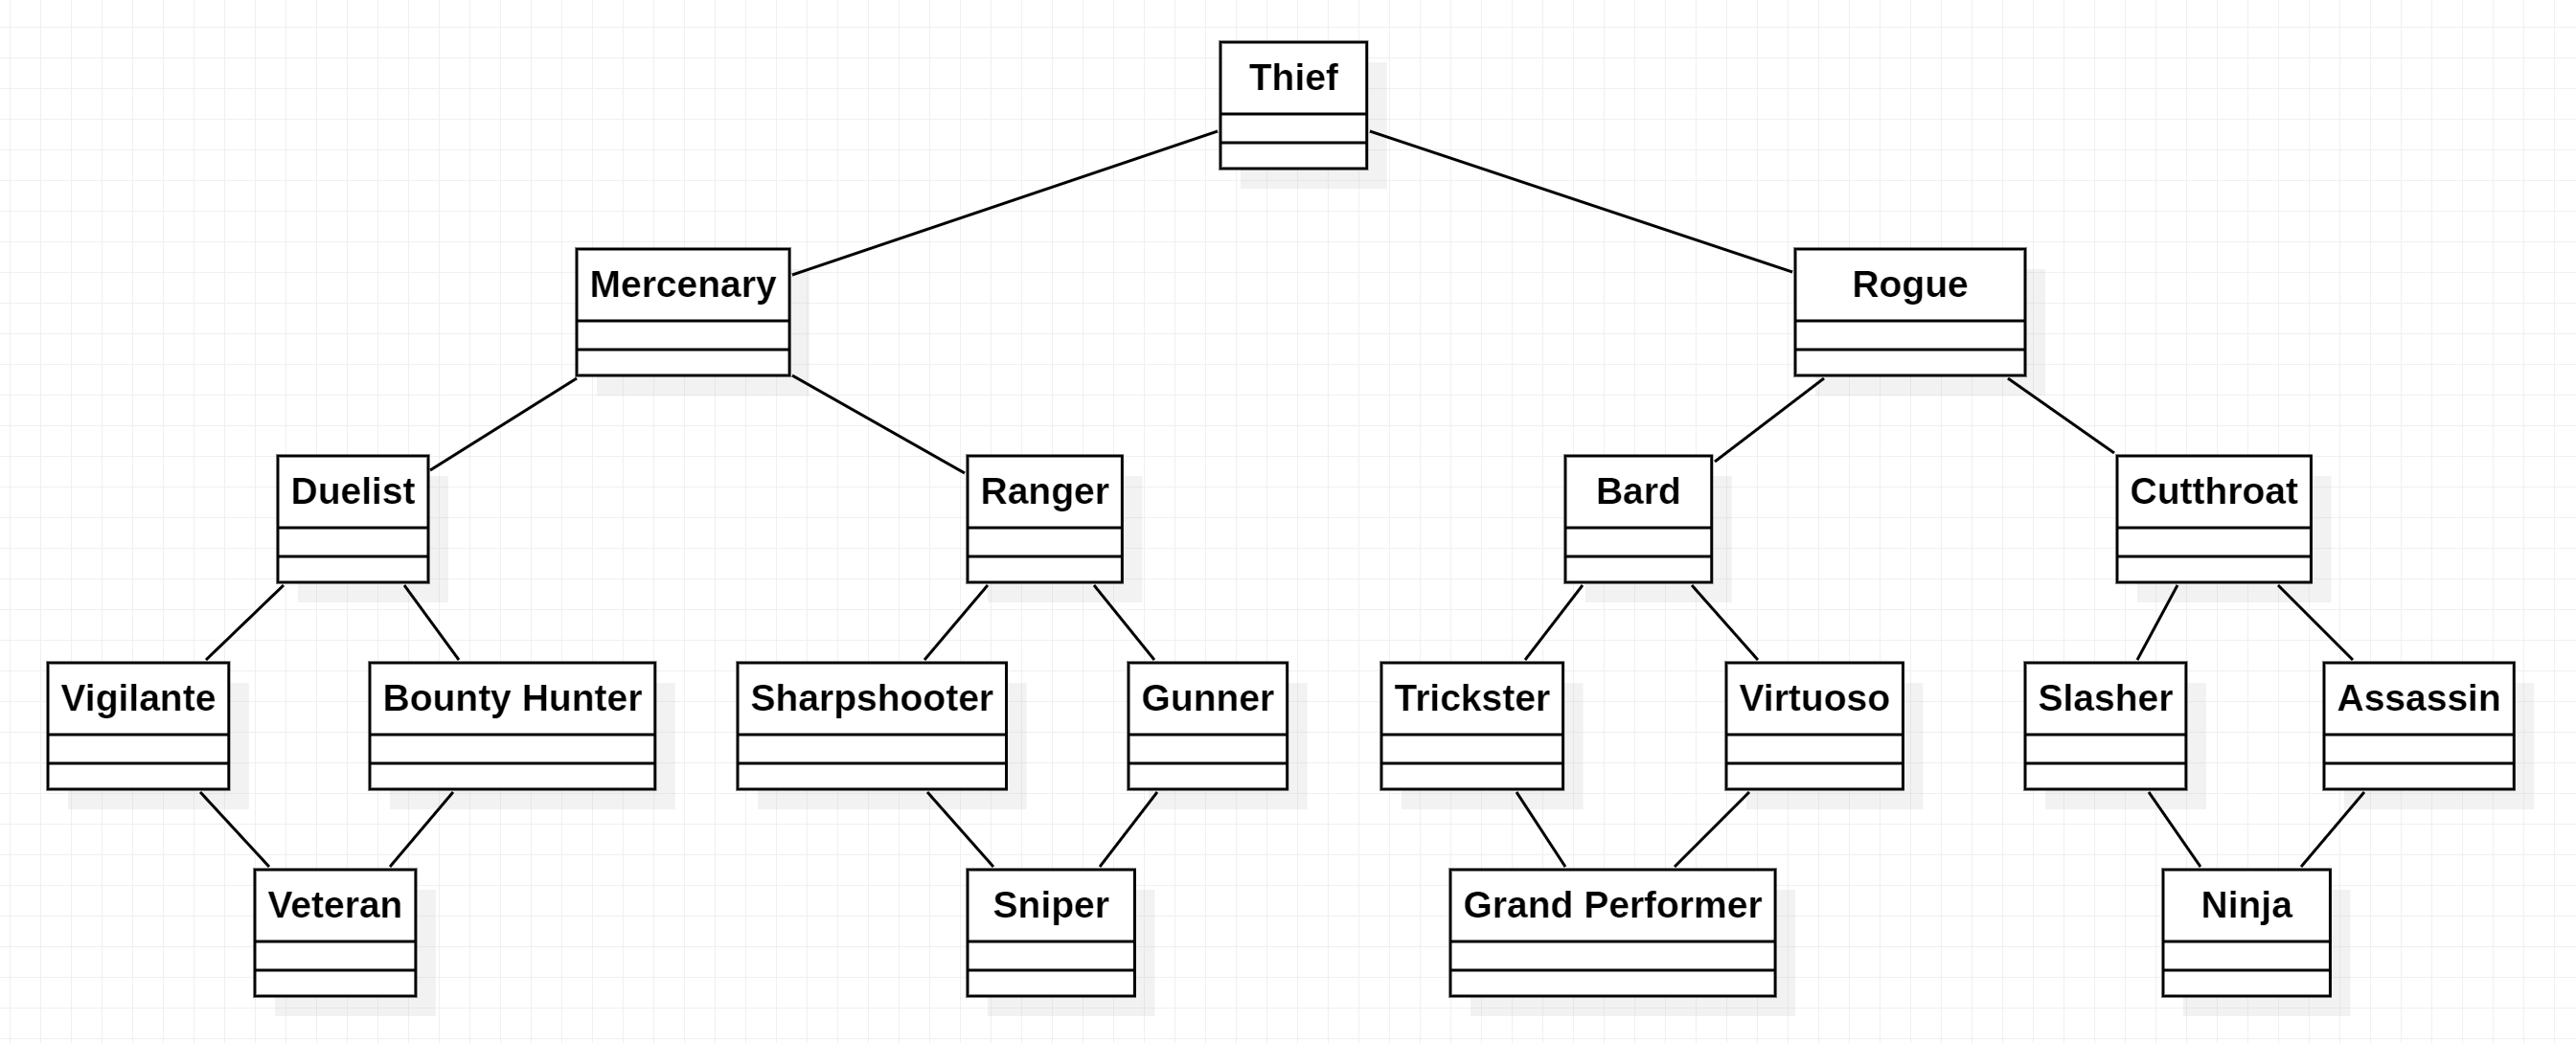 Thief
Mercenary
Rogue
Duelist
Ranger
Bard
Cutthroat
Vigilante
Bounty Hunter
Sharpshooter
Gunner
Trickster
Virtuoso
Slasher
Assassin
Veteran
Sniper
Grand Performer
Ninja